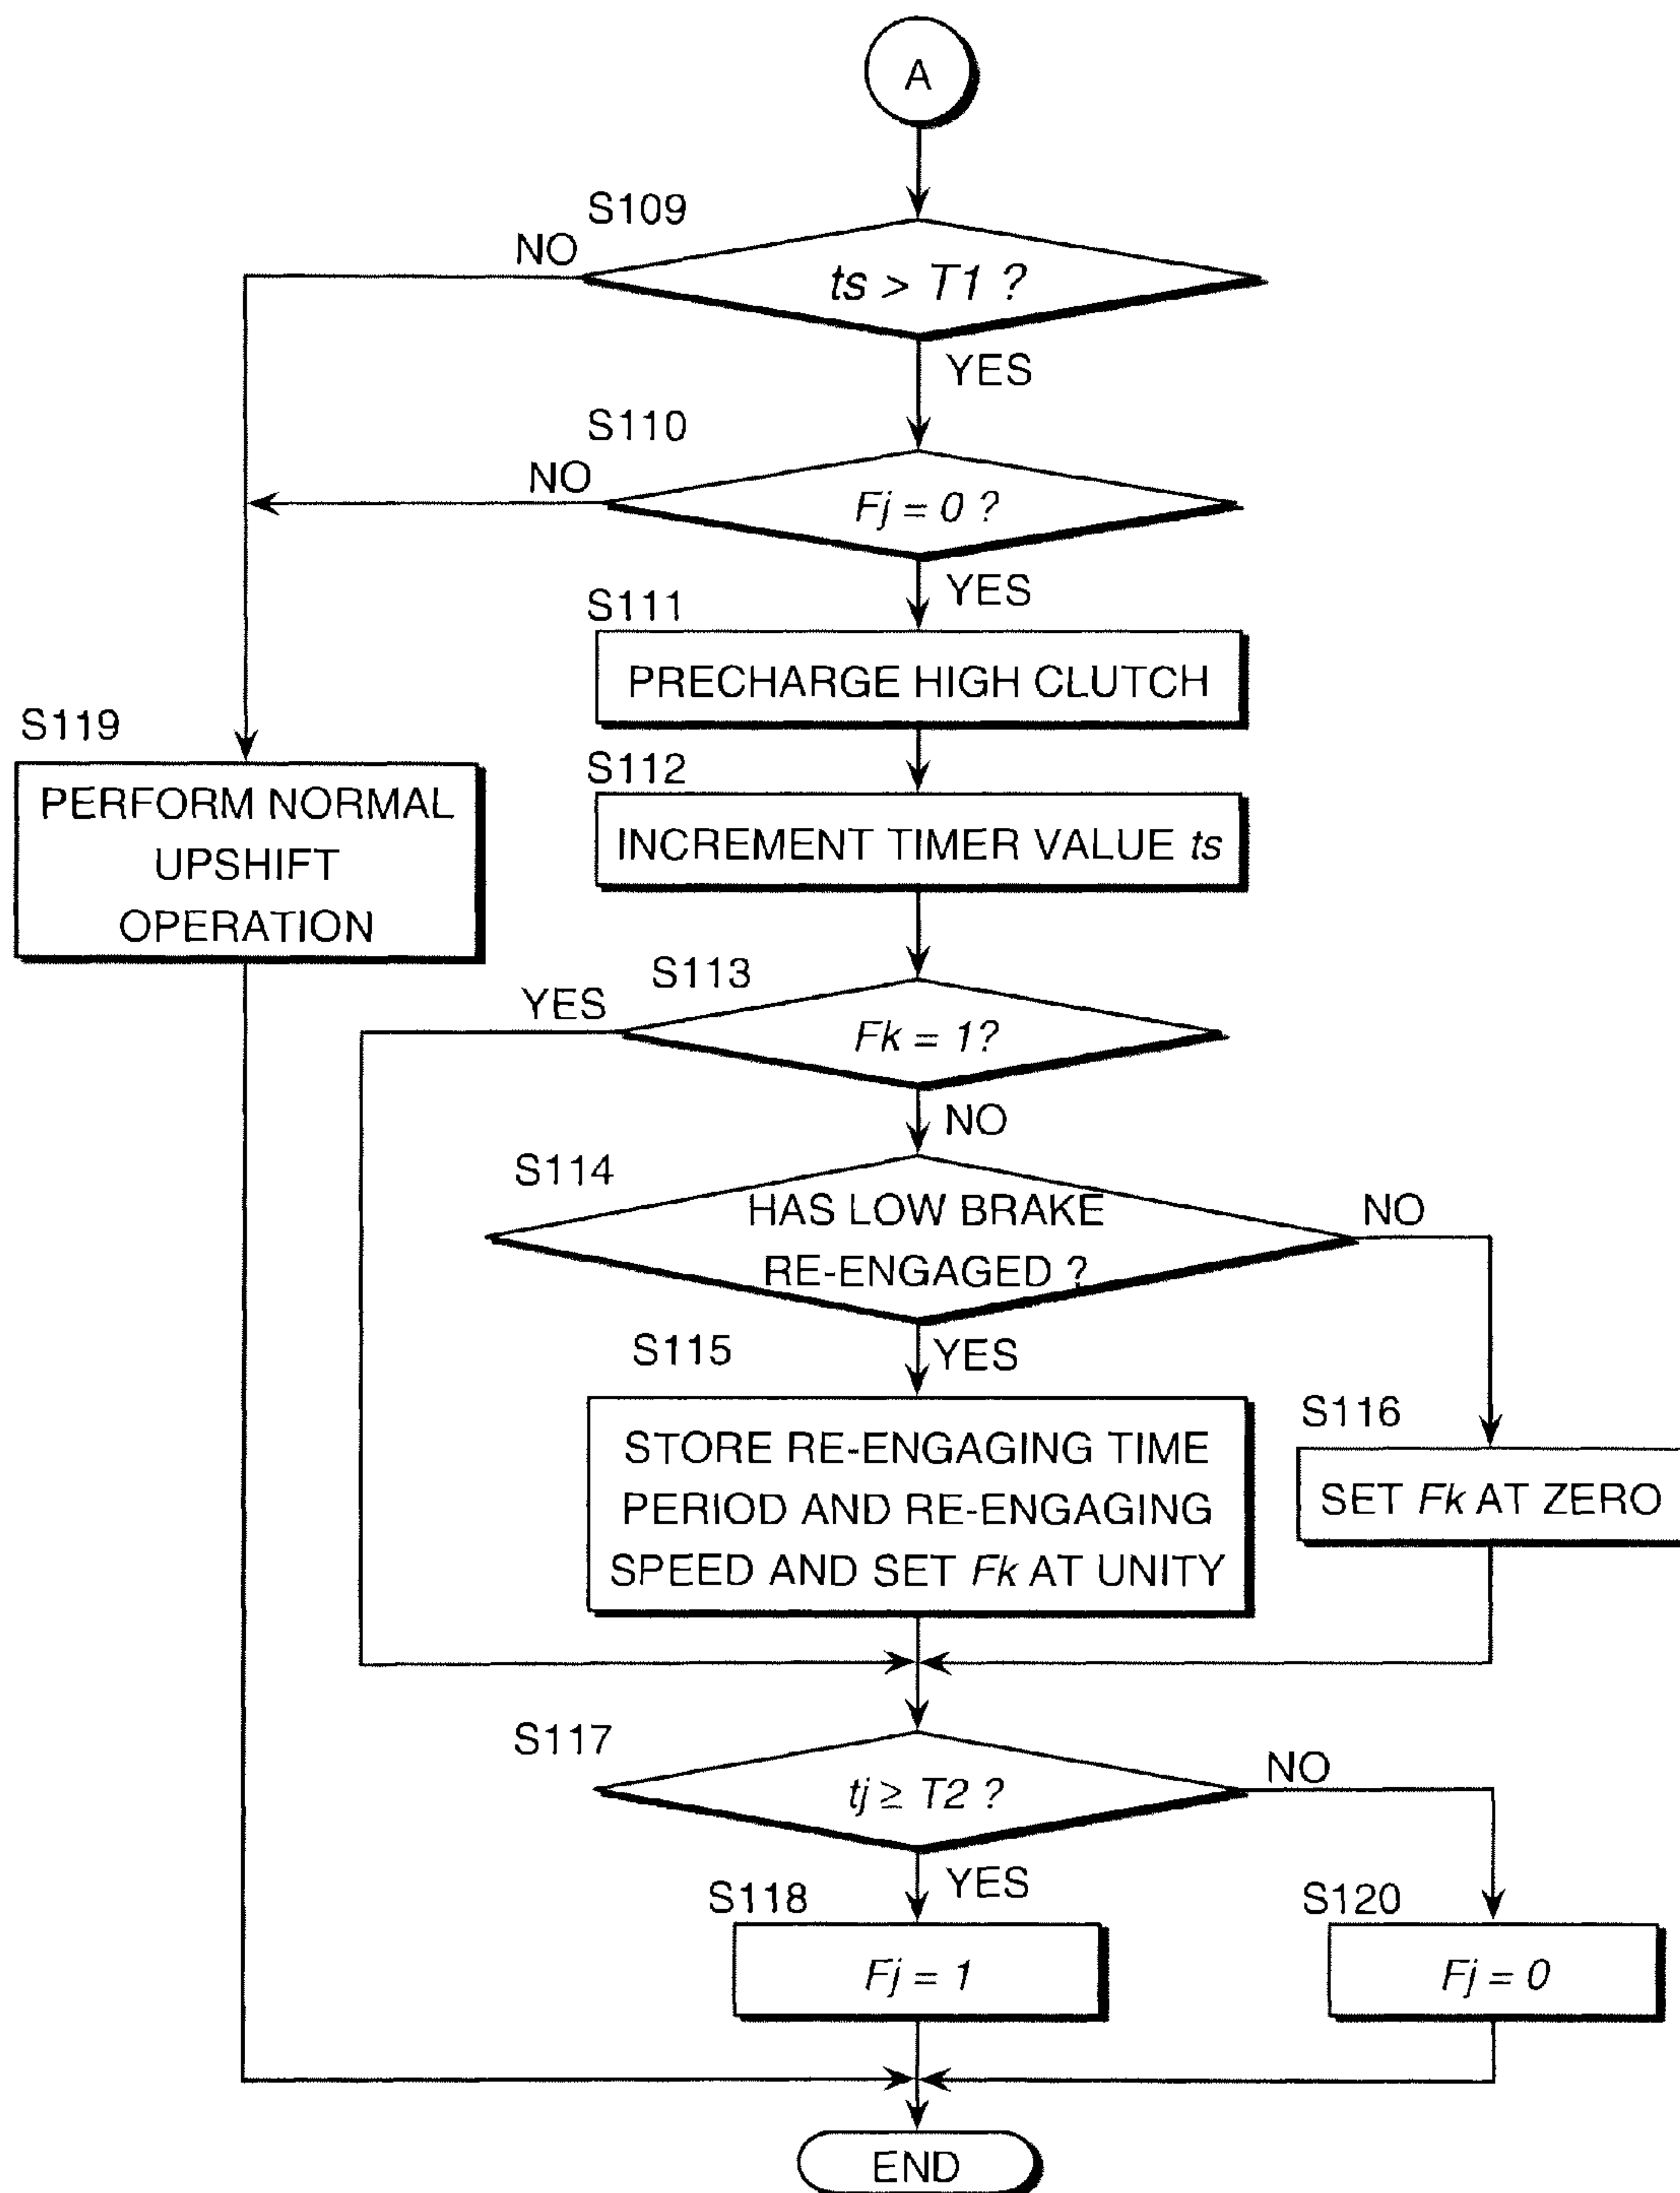 A
S109
NO
ts > T1 ?
YES
S110
NO
Fj = 0 ?
YES
S111
PRECHARGE HIGH CLUTCH
S119
PERFORM NORMAL
UPSHIFT
OPERATION
S112
INCREMENT TIMER VALUE ts
S113
YES
Fk = 1?
NO
S114
HAS LOW BRAKE
RE-ENGAGED ?
NO
YES
S115
STORE RE-ENGAGING TIME
PERIOD AND RE-ENGAGING
SPEED AND SET Fk AT UNITY
S116
SET Fk AT ZERO
S117
tj ≥ T2 ?
NO
YES
S118
Fj = 1
S120
Fj = 0
END